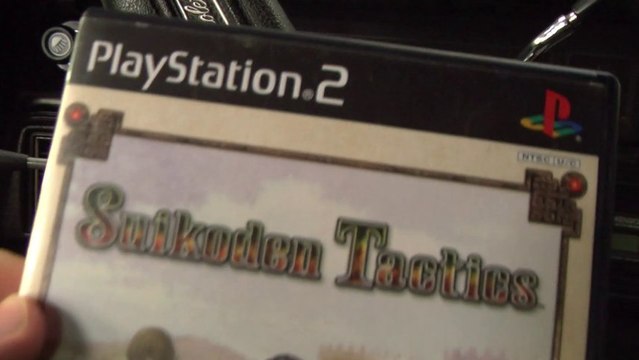 PlayStation®2
NTSC U/C
Suikoden Tactics